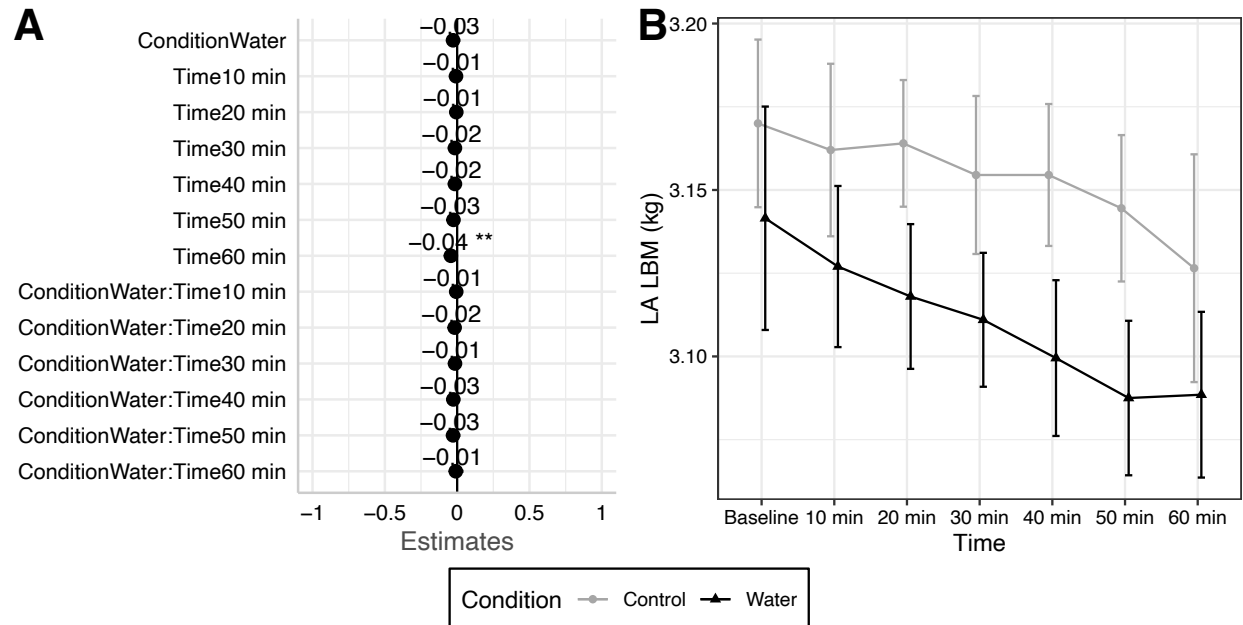 A
−0.03
ConditionWater
−0.01
Time10 min
−0.01
Time20 min
−0.02
Time30 min
−0.02
Time40 min
−0.03
Time50 min
−0.04 **
Time60 min
−0.01
ConditionWater:Time10 min
−0.02
ConditionWater:Time20 min
−0.01
ConditionWater:Time30 min
−0.03
ConditionWater:Time40 min
−0.03
ConditionWater:Time50 min
−0.01
ConditionWater:Time60 min
−1 −0.5 0 0.5 1
Estimates
B
3.20
3.15
3.10
LA LBM (kg)
Baseline 10 min 20 min 30 min 40 min 50 min 60 min
Time
Condition Control Water